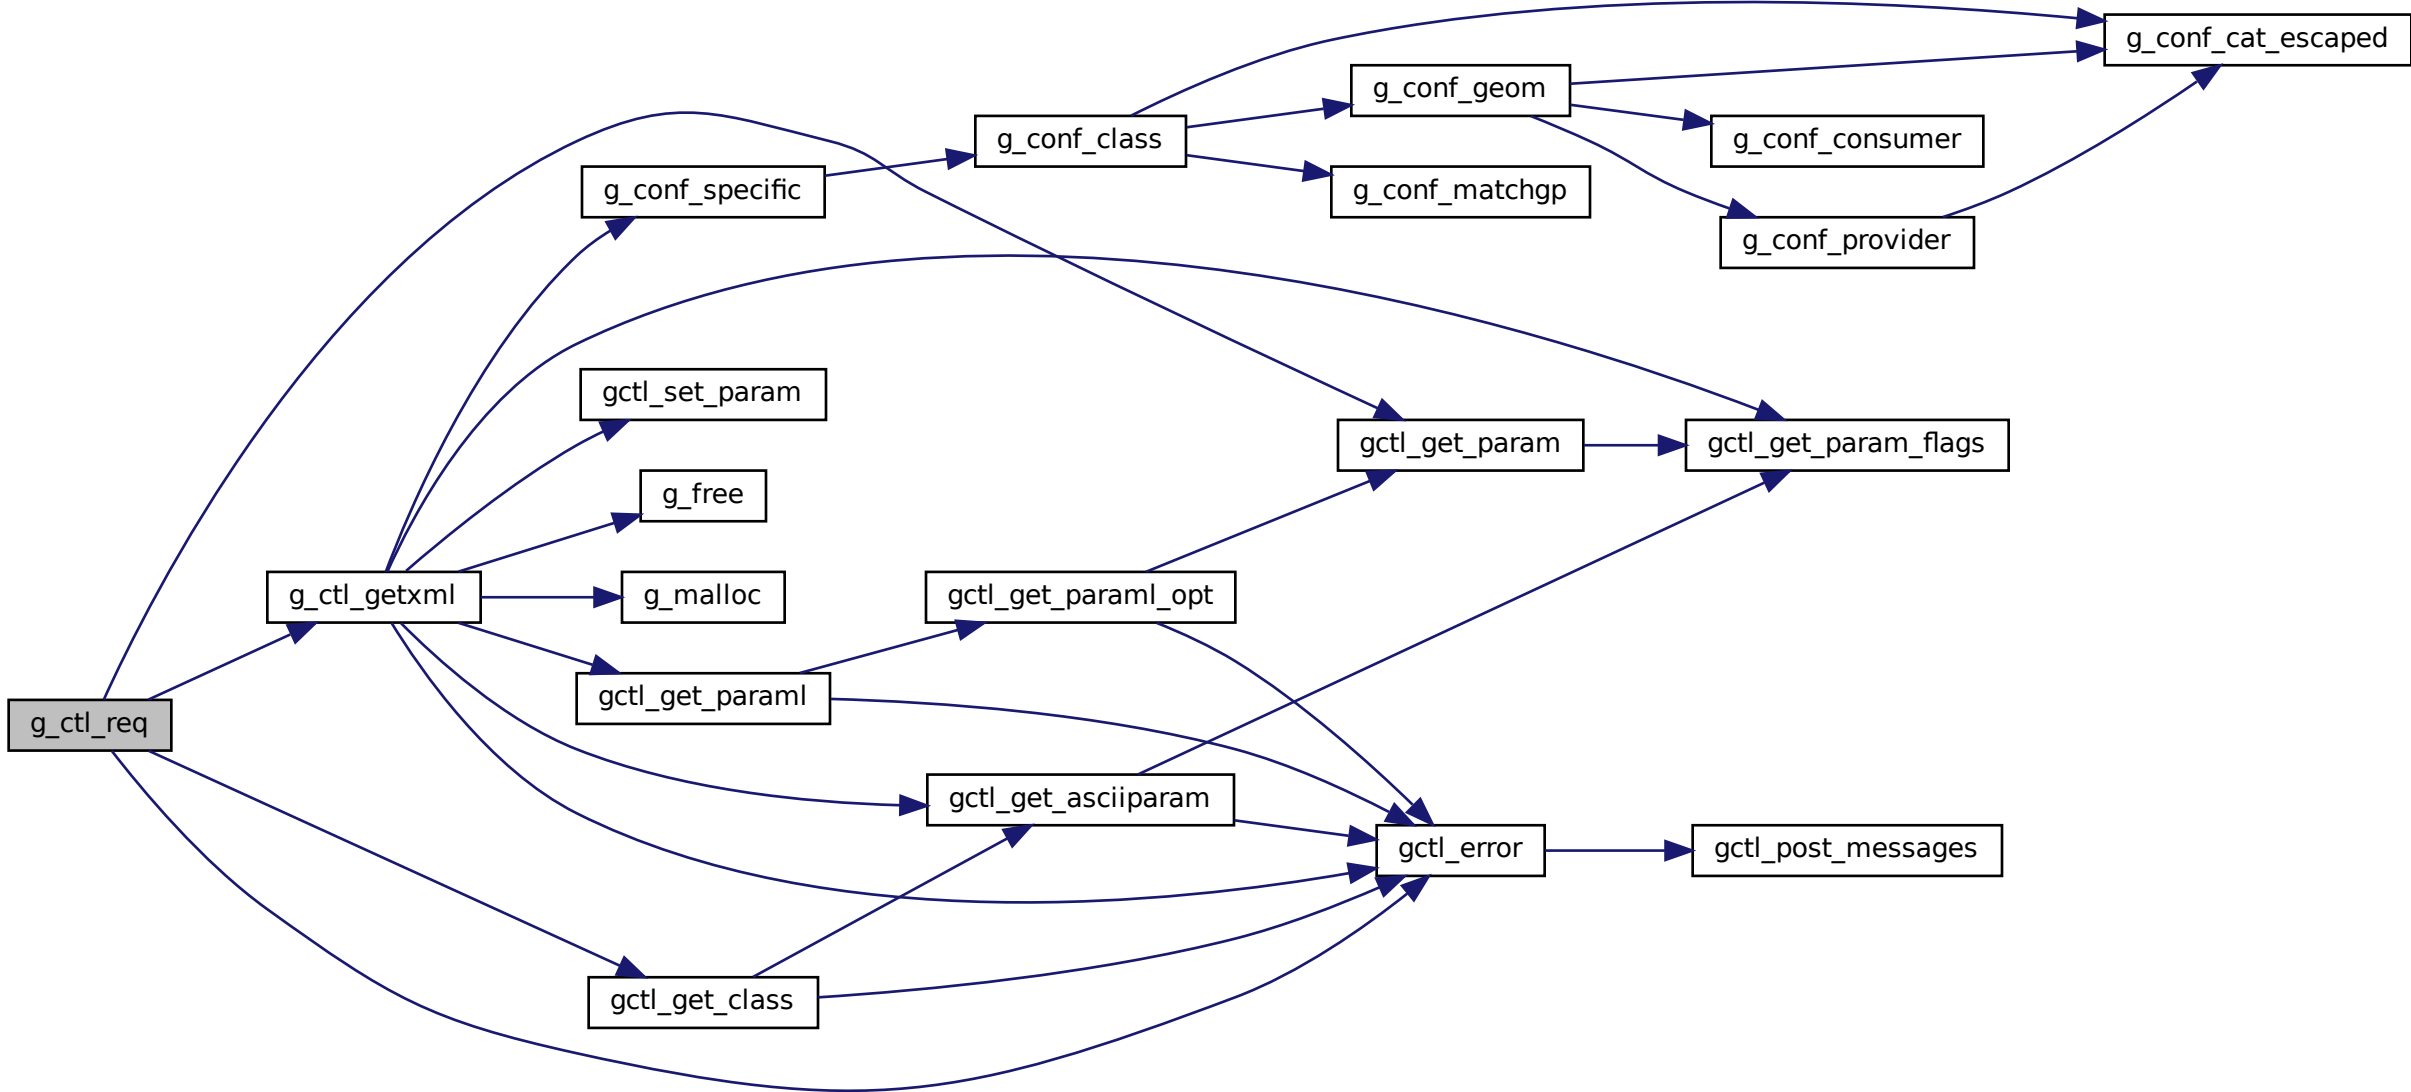 g_conf_cat_escaped
g_conf_geom
g_conf_class
g_conf_consumer
g_conf_specific
g_conf_matchgp
g_conf_provider
gctl_set_param
gctl_get_param
gctl_get_param_flags
g_free
g_ctl_getxml
g_malloc
gctl_get_paraml_opt
gctl_get_paraml
g_ctl_req
gctl_get_asciiparam
gctl_error
gctl_post_messages
gctl_get_class